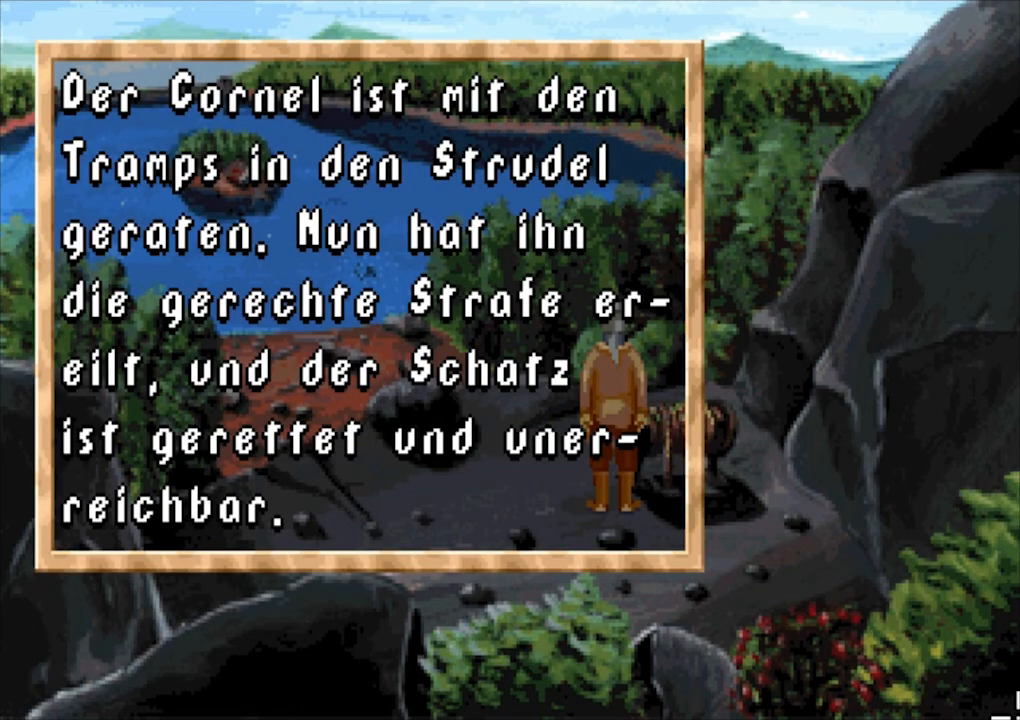 Der Cornel ist mit den
Tramps in den Strudel
geraten. Nun hat ihn
die gerechte Strafe er-
eilt, und der Schatz
ist gerettet und uner-
reichbar.